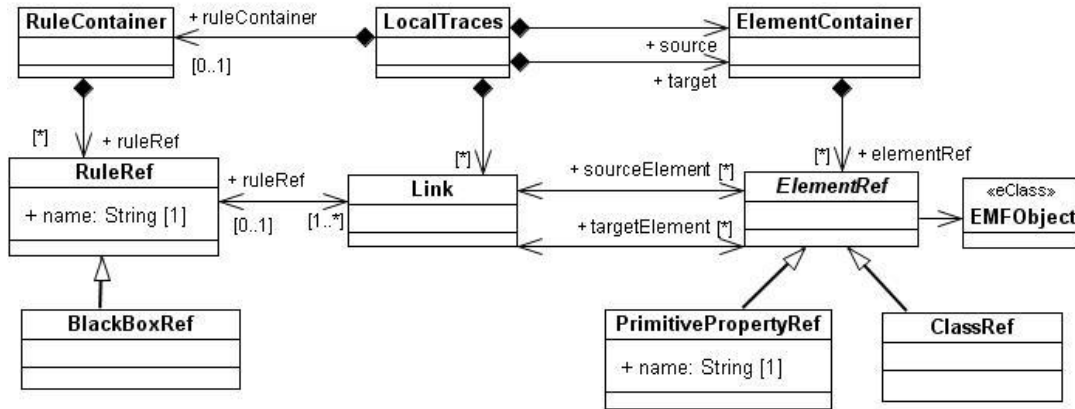 RuleContainer
+ ruleContainer
[0..1]
LocalTraces
ElementContainer
+ source
+ target
[*]
+ ruleRef
[*]
[*]
+ elementRef
RuleRef
+ name: String [1]
+ ruleRef
[0..1]
[1..*]
Link
+ sourceElement [*]
+ targetElement [*]
ElementRef
«eClass»
EMFObject
BlackBoxRef
PrimitivePropertyRef
+ name: String [1]
ClassRef